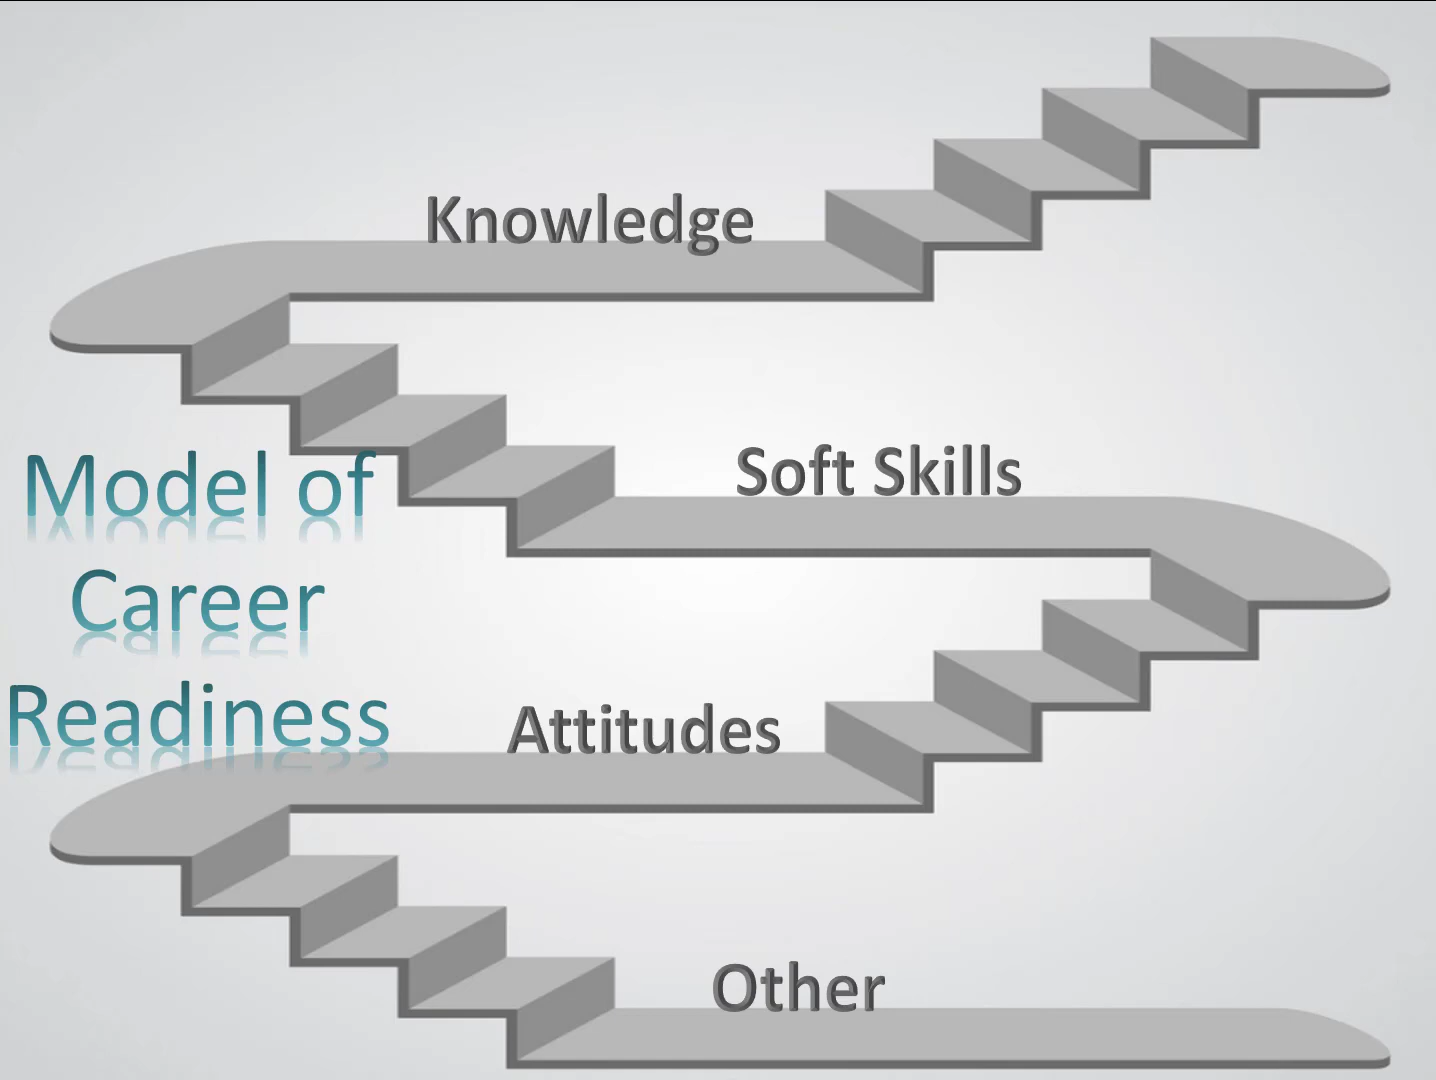 Knowledge
Soft Skills
Model of
Career
Readiness
Attitudes
Other